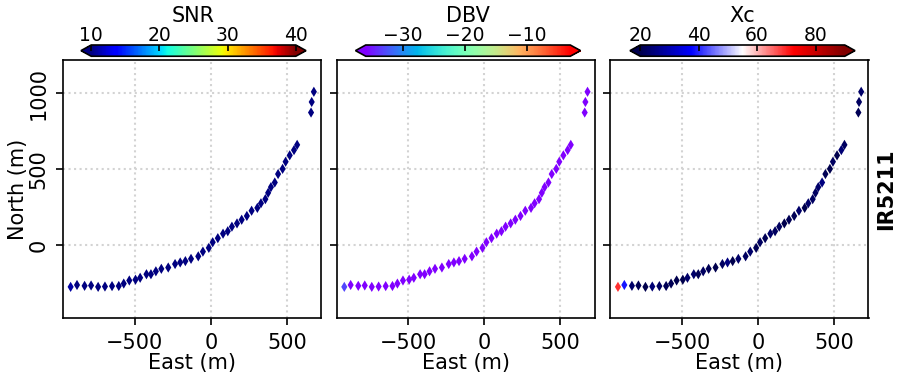 SNR DBV Xc
10 20 30 40 −30 −20 −10 20 40 60 80
1000
500
0
North (m)
IR5211
−500 0 500 −500 0 500 −500 0 500
East (m) East (m) East (m)